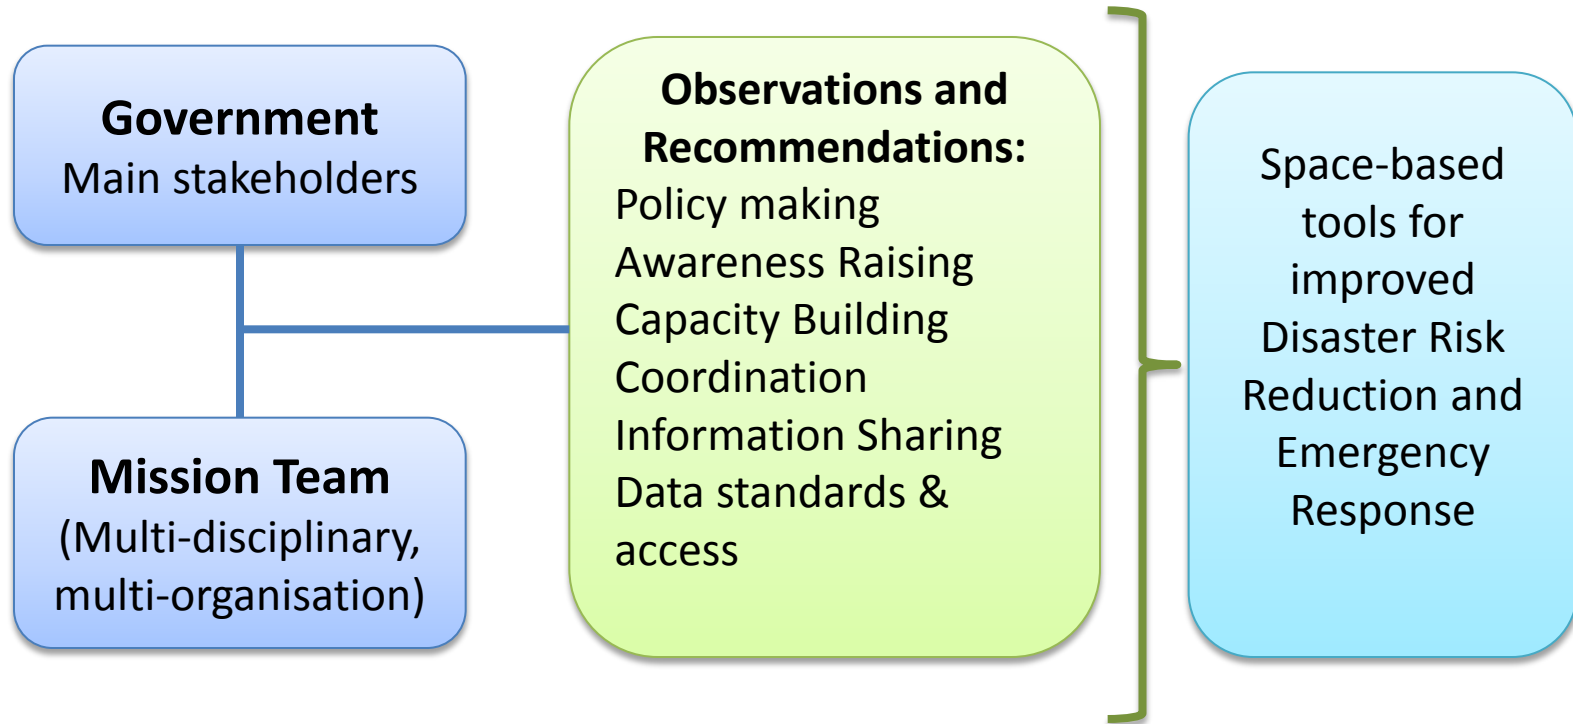 Government
Main stakeholders
Mission Team
(Multi-disciplinary,
multi-organisation)
Observations and
Recommendations:
Policy making
Awareness Raising
Capacity Building
Coordination
Information Sharing
Data standards &
access
Space-based
tools for
improved
Disaster Risk
Reduction and
Emergency
Response